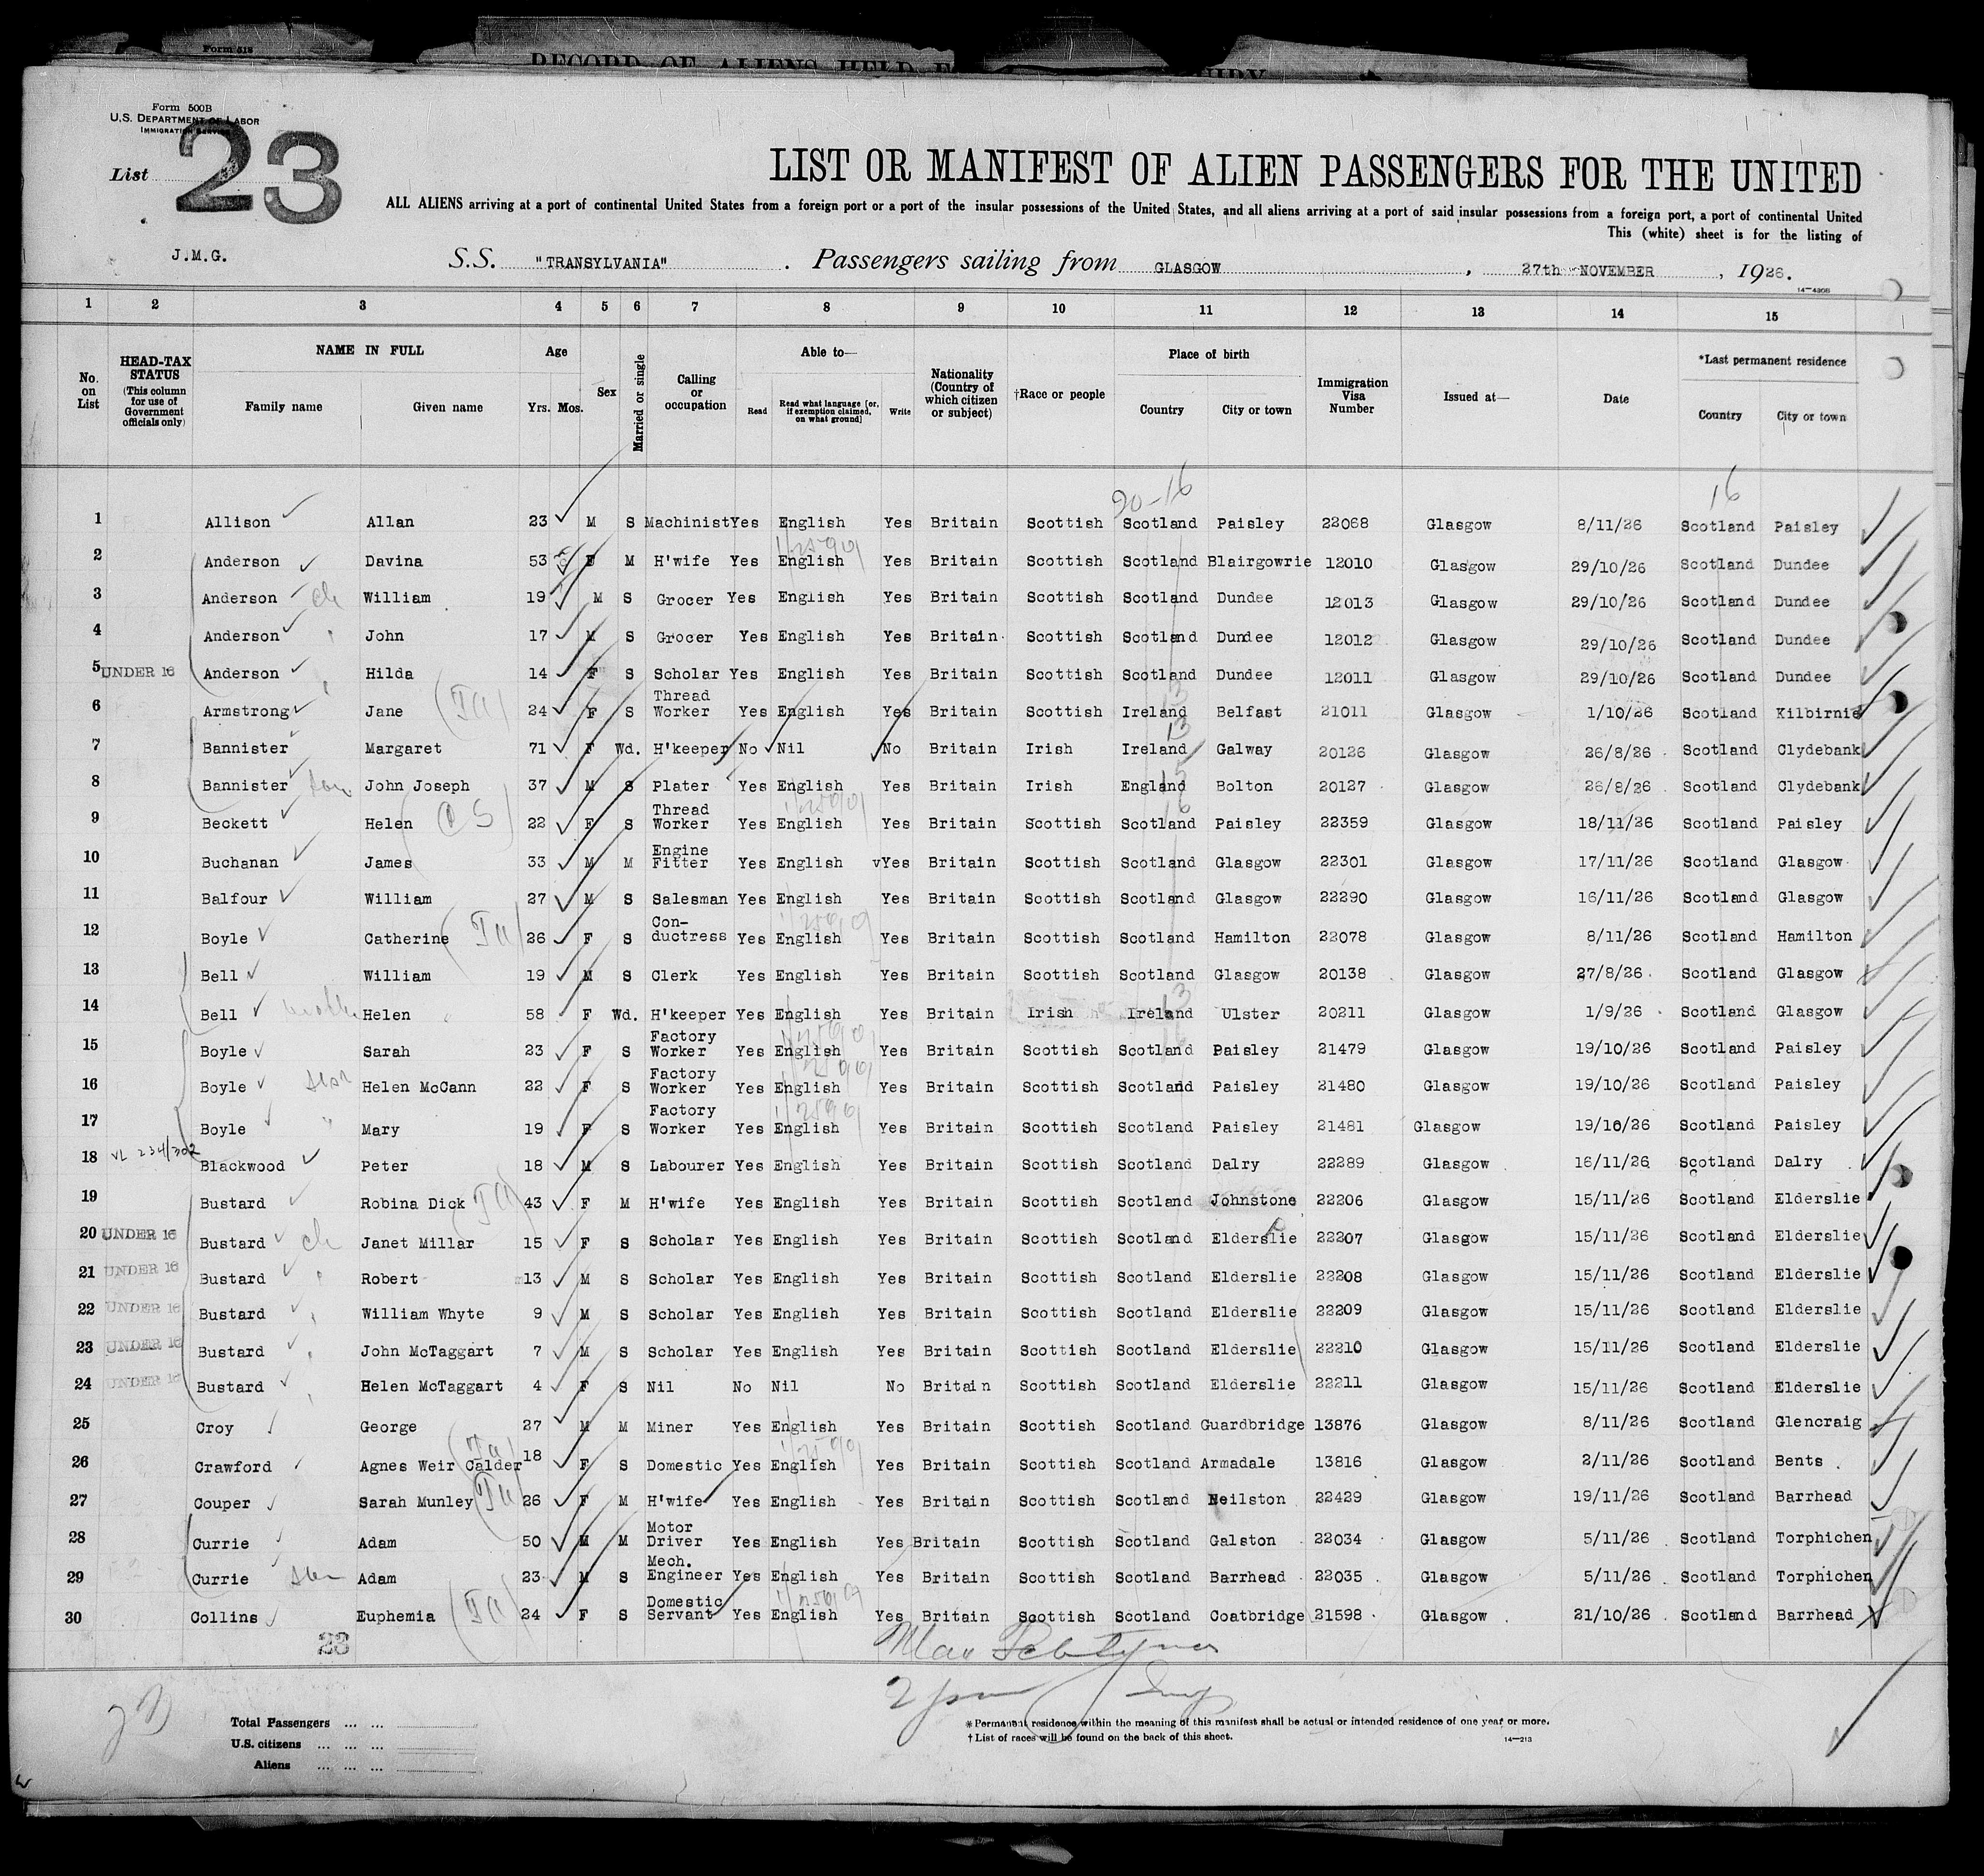 Form 518
RECORD OF ALIENS HELD F
Form 500B
U.S. DEPARTMENT OF LABOR
IMMIGRATION SERVICE
List 23
LIST OR MANIFEST OF ALIEN PASSENGERS FOR THE UNITED
ALL ALIENS arriving at a port of continental United States from a foreign port or a port of the insular possessions of the United States, and all aliens arriving at a port of said insular possessions from a foreign port, a port of continental United
This (white) sheet is for the listing of
J.M.G. S.S. "TRANSYLVANIA" . Passengers sailing from GLASGOW , 27th NOVEMBER , 1926.
14-4208
1 2 3 4 5 6 7 8 9 10 11 12 13 14 15
No. on List
HEAD-TAX STATUS (This column for use of Government officials only)
NAME IN FULL Family name Given name
Age Yrs. Mos.
Sex
Married or single
Calling or occupation
Able to— Read Read what language [or, if exemption claimed, on what ground] Write
Nationality (Country of which citizen or subject)
†Race or people
Place of birth Country City or town
Immigration Visa Number
Issued at—
Date
*Last permanent residence Country City or town
20-16 16
1 Allison Allan 23 M S Machinist Yes English Yes Britain Scottish Scotland Paisley 22068 Glasgow 8/11/26 Scotland Paisley
2 Anderson Davina 53 F M H'wife Yes English Yes Britain Scottish Scotland Blairgowrie 12010 Glasgow 29/10/26 Scotland Dundee
3 Anderson ch William 19 M S Grocer Yes English Yes Britain Scottish Scotland Dundee 12013 Glasgow 29/10/26 Scotland Dundee
4 Anderson " John 17 M S Grocer Yes English Yes Britain Scottish Scotland Dundee 12012 Glasgow 29/10/26 Scotland Dundee
5 UNDER 16 Anderson " Hilda 14 F S Scholar Yes English Yes Britain Scottish Scotland Dundee 12011 Glasgow 29/10/26 Scotland Dundee
6 Armstrong Jane 24 F S Thread Worker Yes English Yes Britain Scottish Ireland Belfast 21011 Glasgow 1/10/26 Scotland Kilbirnie
7 Bannister Margaret 71 F Wd. H'keeper No Nil No Britain Irish Ireland Galway 20126 Glasgow 26/8/26 Scotland Clydebank
8 Bannister son John Joseph 37 M S Plater Yes English Yes Britain Irish England Bolton 20127 Glasgow 26/8/26 Scotland Clydebank
9 Beckett Helen 22 F S Thread Worker Yes English Yes Britain Scottish Scotland Paisley 22359 Glasgow 18/11/26 Scotland Paisley
10 Buchanan James 33 M M Engine Fitter Yes English vYes Britain Scottish Scotland Glasgow 22301 Glasgow 17/11/26 Scotland Glasgow
11 Balfour William 27 M S Salesman Yes English Yes Britain Scottish Scotland Glasgow 22290 Glasgow 16/11/26 Scotland Glasgow
12 Boyle Catherine 26 F S Con-ductress Yes English Yes Britain Scottish Scotland Hamilton 22078 Glasgow 8/11/26 Scotland Hamilton
13 Bell William 19 M S Clerk Yes English Yes Britain Scottish Scotland Glasgow 20138 Glasgow 27/8/26 Scotland Glasgow
14 Bell mother Helen 58 F Wd. H'keeper Yes English Yes Britain Irish Ireland Ulster 20211 Glasgow 1/9/26 Scotland Glasgow
15 Boyle Sarah 23 F S Factory Worker Yes English Yes Britain Scottish Scotland Paisley 21479 Glasgow 19/10/26 Scotland Paisley
16 Boyle sister Helen McCann 22 F S Factory Worker Yes English Yes Britain Scottish Scotland Paisley 21480 Glasgow 19/10/26 Scotland Paisley
17 Boyle " Mary 19 F S Factory Worker Yes English Yes Britain Scottish Scotland Paisley 21481 Glasgow 19/10/26 Scotland Paisley
18 VL 234/302 Blackwood Peter 18 M S Labourer Yes English Yes Britain Scottish Scotland Dalry 22289 Glasgow 16/11/26 Scotland Dalry
19 Bustard Robina Dick 43 F M H'wife Yes English Yes Britain Scottish Scotland Johnstone 22206 Glasgow 15/11/26 Scotland Elderslie
20 UNDER 16 Bustard ch Janet Millar 15 F S Scholar Yes English Yes Britain Scottish Scotland Elderslie 22207 Glasgow 15/11/26 Scotland Elderslie
21 UNDER 16 Bustard " Robert 13 M S Scholar Yes English Yes Britain Scottish Scotland Elderslie 22208 Glasgow 15/11/26 Scotland Elderslie
22 UNDER 16 Bustard " William Whyte 9 M S Scholar Yes English Yes Britain Scottish Scotland Elderslie 22209 Glasgow 15/11/26 Scotland Elderslie
23 UNDER 16 Bustard " John McTaggart 7 M S Scholar Yes English Yes Britain Scottish Scotland Elderslie 22210 Glasgow 15/11/26 Scotland Elderslie
24 UNDER 16 Bustard " Helen McTaggart 4 F S Nil No Nil No Britain Scottish Scotland Elderslie 22211 Glasgow 15/11/26 Scotland Elderslie
25 Croy George 27 M M Miner Yes English Yes Britain Scottish Scotland Guardbridge 13876 Glasgow 8/11/26 Scotland Glencraig
26 Crawford Agnes Weir Calder 18 F S Domestic Yes English Yes Britain Scottish Scotland Armadale 13816 Glasgow 2/11/26 Scotland Bents
27 Couper Sarah Munley 26 F M H'wife Yes English Yes Britain Scottish Scotland Neilston 22429 Glasgow 19/11/26 Scotland Barrhead
28 Currie Adam 50 M M Motor Driver Yes English Yes Britain Scottish Scotland Galston 22034 Glasgow 5/11/26 Scotland Torphichen
29 Currie son Adam 23 M S Mech. Engineer Yes English Yes Britain Scottish Scotland Barrhead 22035 Glasgow 5/11/26 Scotland Torphichen
30 Collins Euphemia 24 F S Domestic Servant Yes English Yes Britain Scottish Scotland Coatbridge 21598 Glasgow 21/10/26 Scotland Barrhead
23
Total Passengers ... ...
U.S. citizens ... ... ...
Aliens ... ... ...
*Permanent residence within the meaning of this manifest shall be actual or intended residence of one year or more.
†List of races will be found on the back of this sheet.
14-213